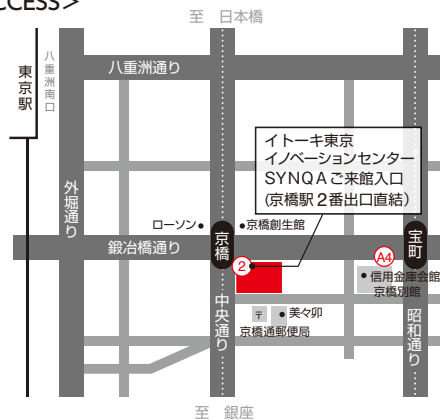 CCESS>
至 日本橋
東京駅
八重洲南口
八重洲通り
外堀通り
イトーキ東京
イノベーションセンター
SYNQAご来館入口
(京橋駅2番出口直結)
ローソン
京橋創生館
鍛冶橋通り
京橋
宝町
2
A4
信用金庫会館
京橋別館
中央通り
昭和通り
〒
美々卯
京橋通郵便局
至 銀座